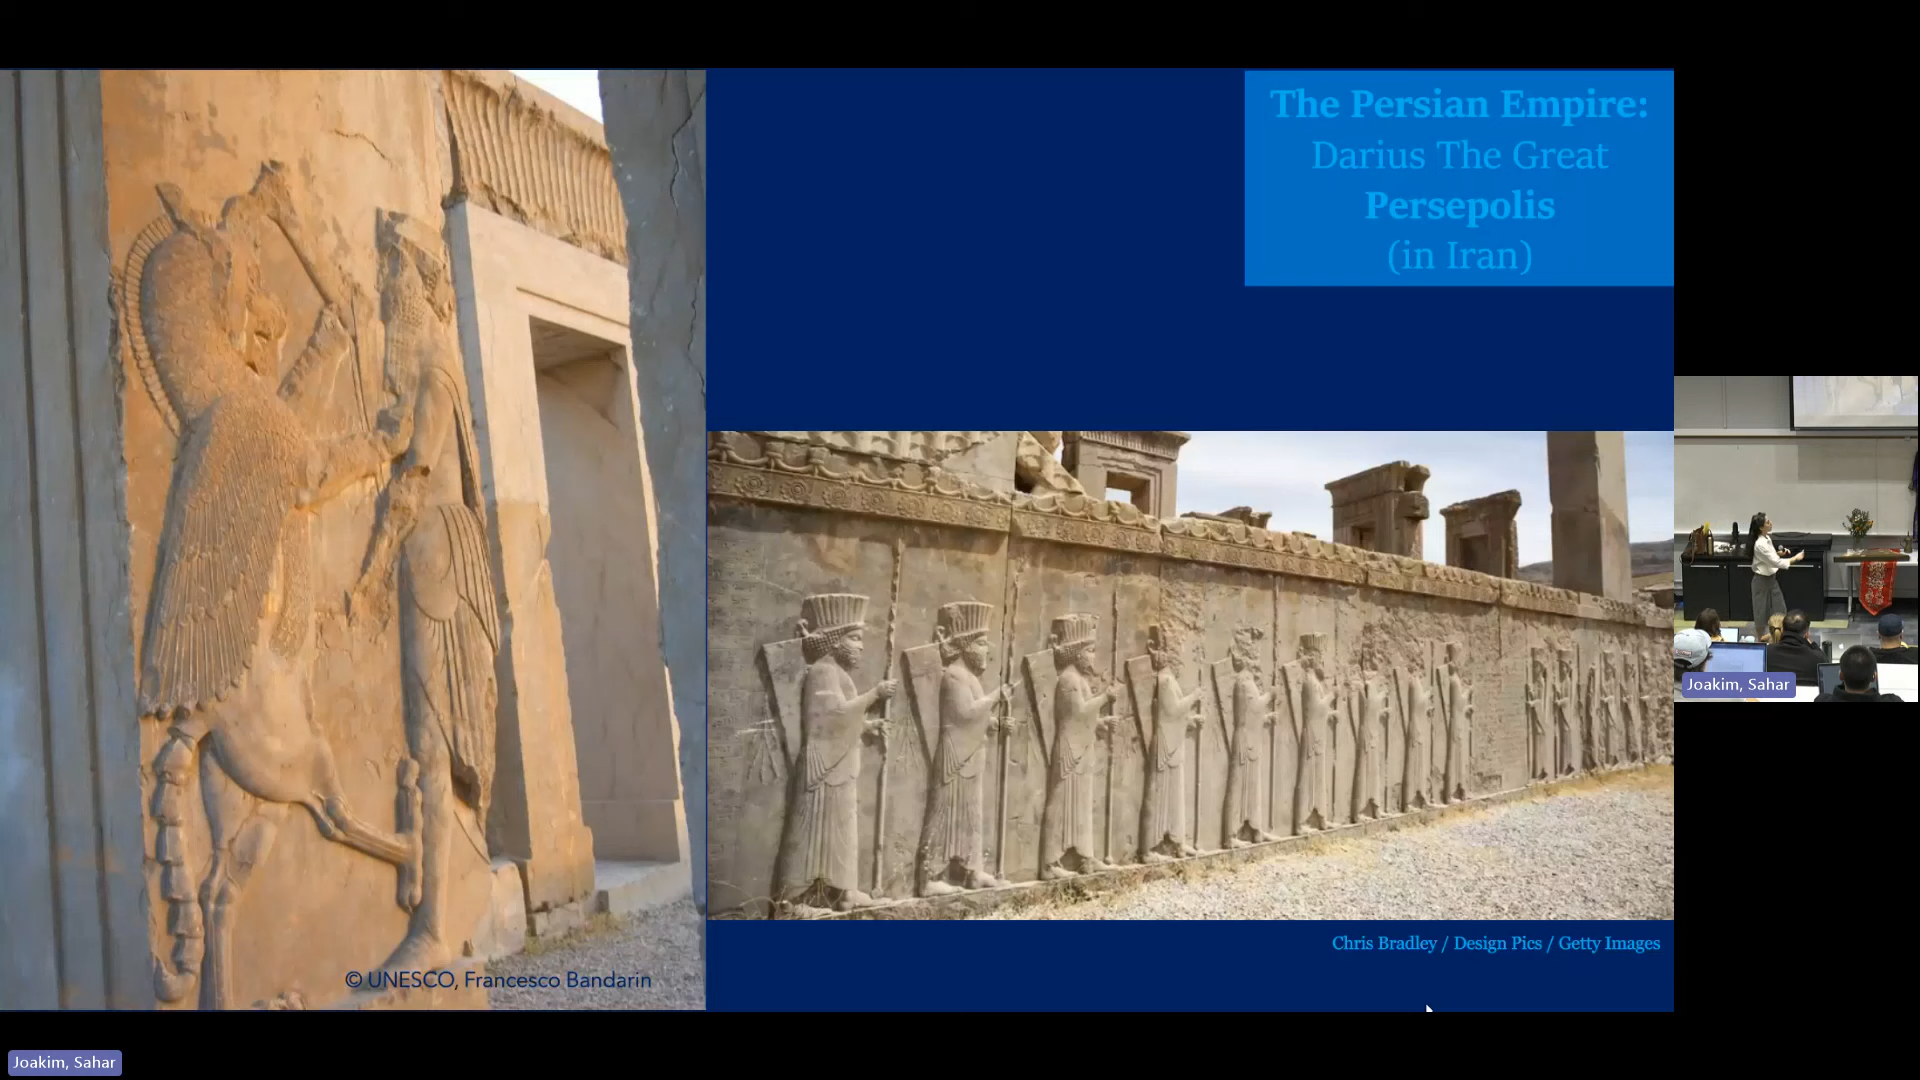 The Persian Empire:
Darius The Great
Persepolis
(in Iran)
© UNESCO, Francesco Bandarin
Chris Bradley / Design Pics / Getty Images
Joakim, Sahar
Joakim, Sahar